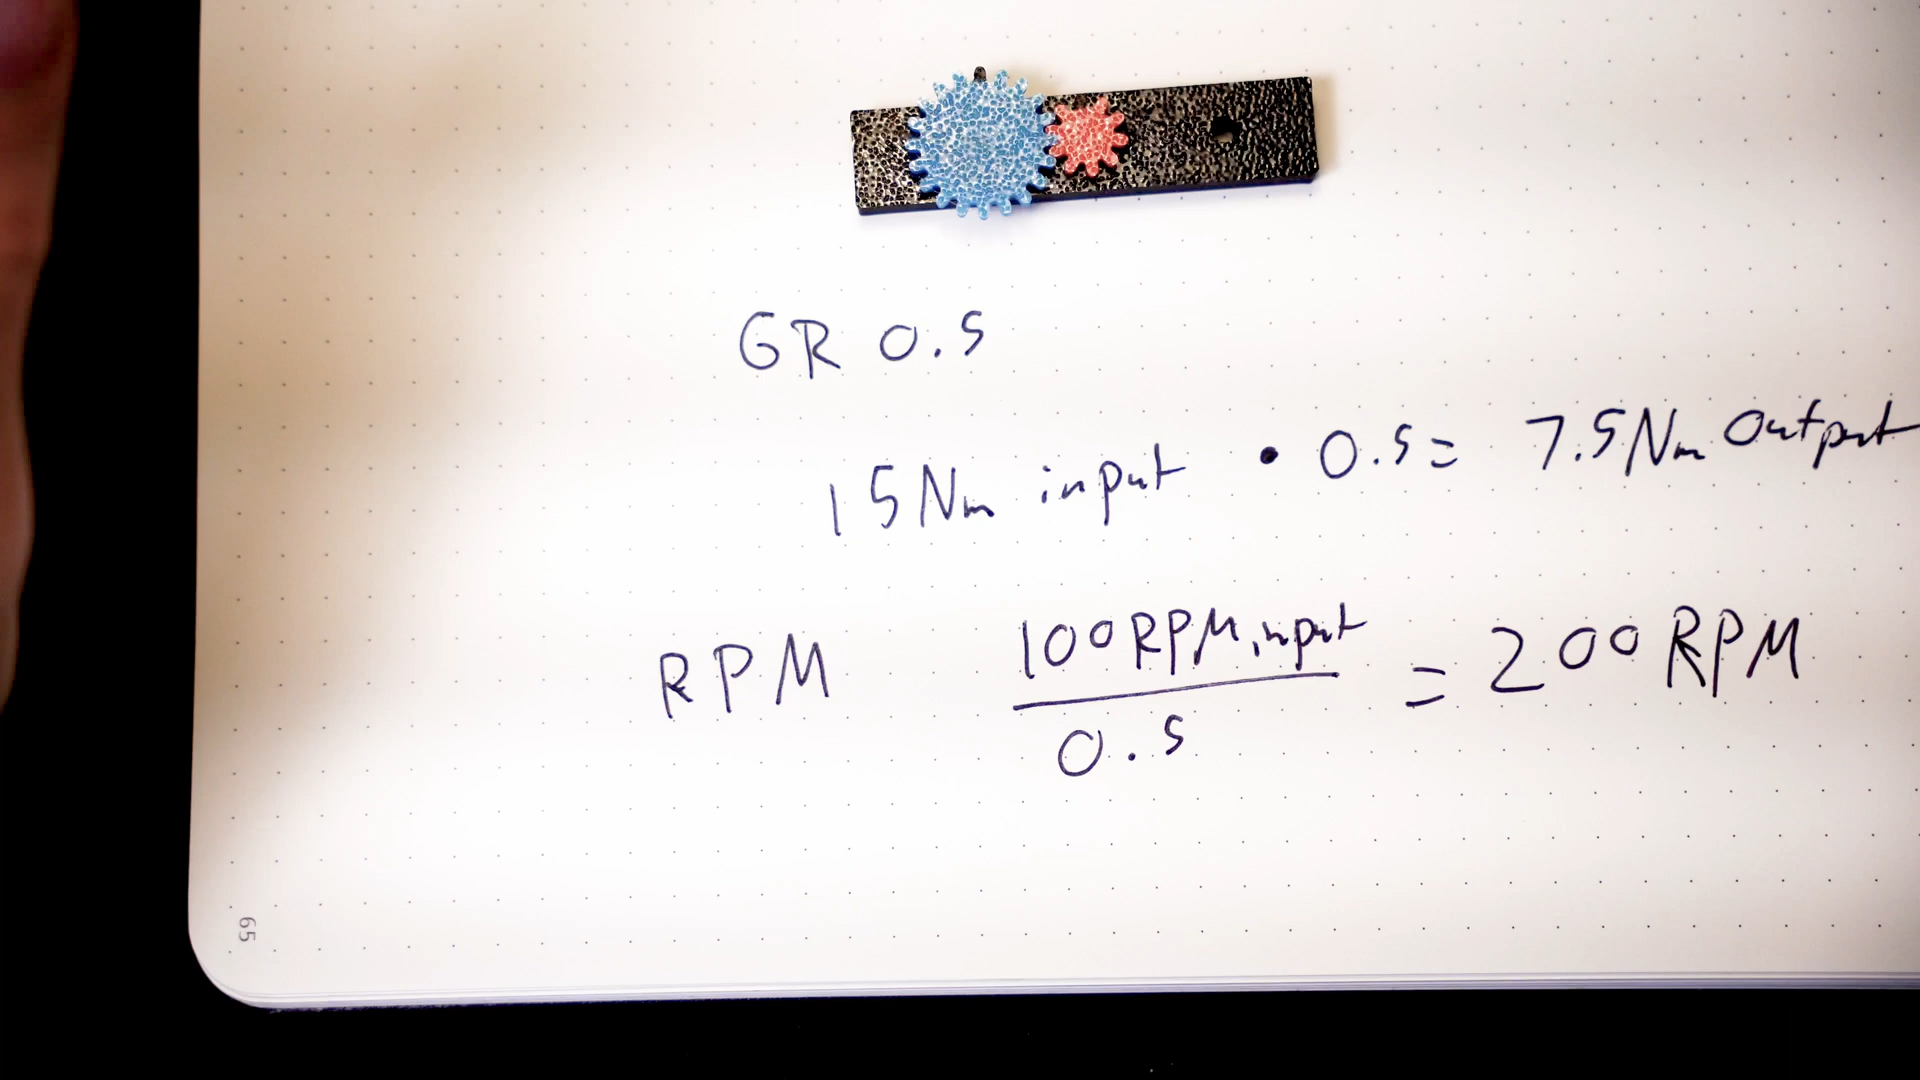 GR 0.5
15Nm input • 0.5 = 7.5Nm Output
RPM 100RPM input / 0.5 = 200RPM
65